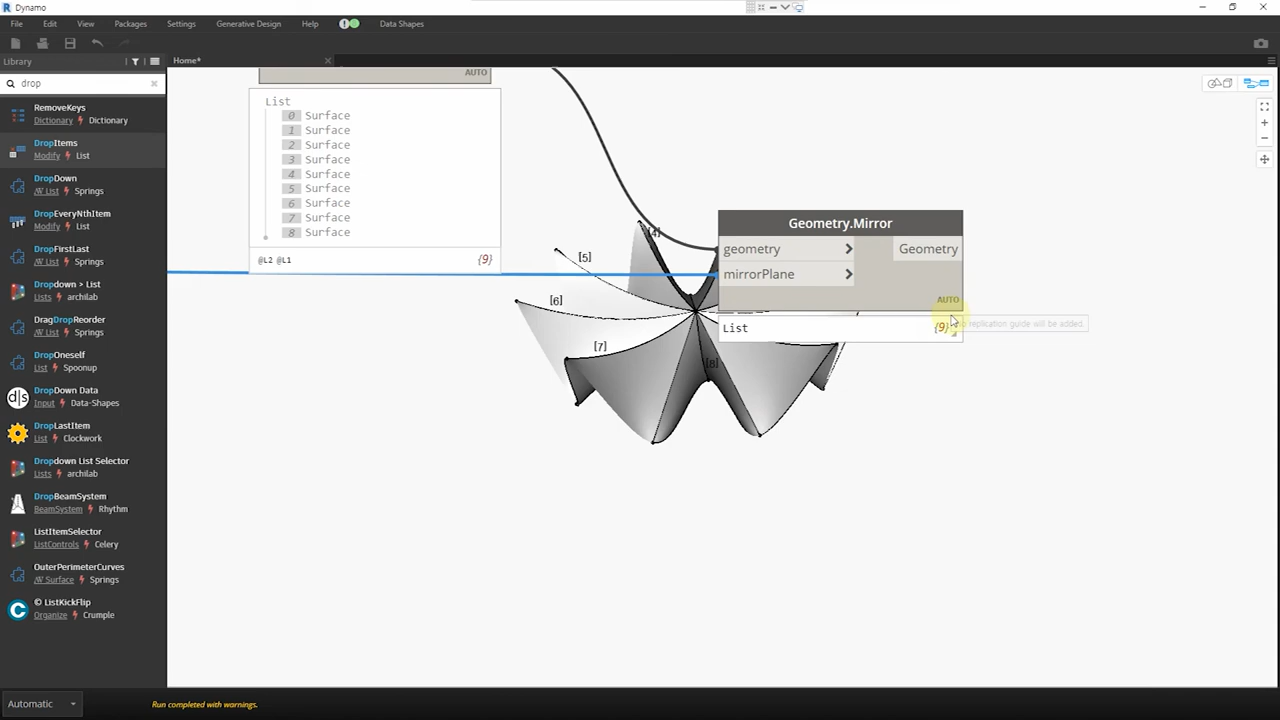 Dynamo
File Edit View Packages Settings Generative Design Help Data Shapes
Library
Home*
drop
RemoveKeys
Dictionary Dictionary
DropItems
Modify List
DropDown
/W List Springs
DropEveryNthItem
Modify List
DropFirstLast
/W List Springs
Dropdown > List
Lists archilab
DragDropReorder
/W List Springs
DropOneself
List Spoonup
DropDown Data
Input Data-Shapes
DropLastItem
List Clockwork
Dropdown List Selector
Lists archilab
DropBeamSystem
BeamSystem Rhythm
ListItemSelector
ListControls Celery
OuterPerimeterCurves
/W Surface Springs
© ListKickFlip
Organize Crumple
AUTO
List
0 Surface
1 Surface
2 Surface
3 Surface
4 Surface
5 Surface
6 Surface
7 Surface
8 Surface
@L2 @L1 {9}
[4]
[5]
[6]
[7]
[8]
Geometry.Mirror
geometry > Geometry
mirrorPlane >
AUTO
List {9}
replication guide will be added.
Automatic
Run completed with warnings.